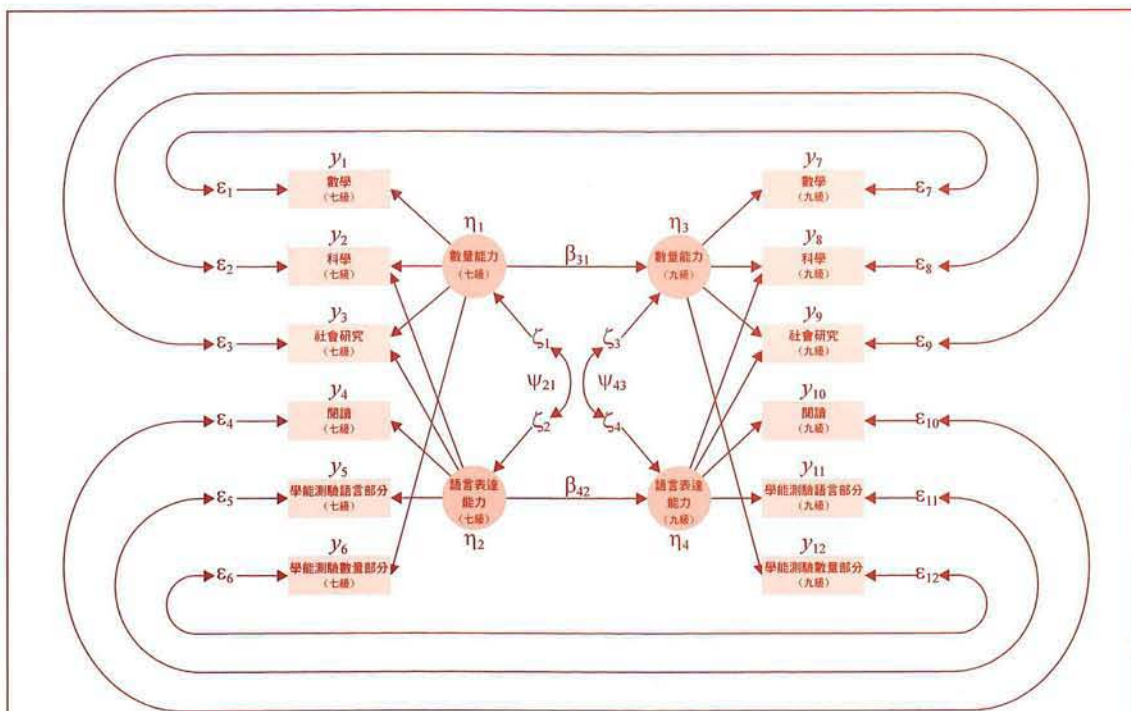 y₁
數學
(七級)
ε₁
y₂
科學
(七級)
ε₂
y₃
社會研究
(七級)
ε₃
y₄
閱讀
(七級)
ε₄
y₅
學能測驗語言部分
(七級)
ε₅
y₆
學能測驗數量部分
(七級)
ε₆
η₁
數量能力
(七級)
β₃₁
η₃
數量能力
(九級)
ζ₁
ζ₃
ψ₂₁
ψ₄₃
ζ₂
ζ₄
語言表達
能力
(七級)
η₂
β₄₂
語言表達
能力
(九級)
η₄
y₇
數學
(九級)
ε₇
y₈
科學
(九級)
ε₈
y₉
社會研究
(九級)
ε₉
y₁₀
閱讀
(九級)
ε₁₀
y₁₁
學能測驗語言部分
(九級)
ε₁₁
y₁₂
學能測驗數量部分
(九級)
ε₁₂